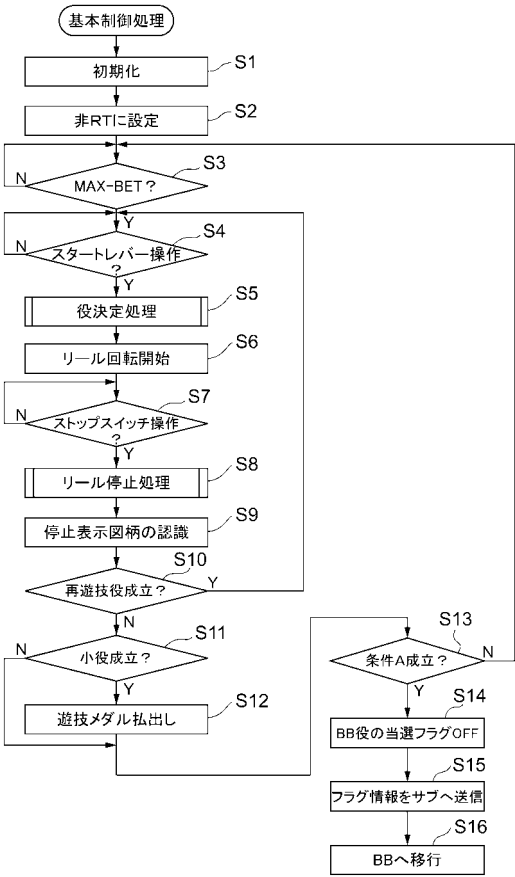 基本制御処理
初期化
S1
非RTに設定
S2
S3
MAX-BET?
N
Y
S4
スタートレバー操作
?
N
Y
役決定処理
S5
リール回転開始
S6
S7
ストップスイッチ操作
?
N
Y
リール停止処理
S8
停止表示図柄の認識
S9
S10
再遊技役成立?
Y
N
S11
小役成立?
N
Y
遊技メダル払出し
S12
S13
条件A成立?
N
Y
S14
BB役の当選フラグOFF
S15
フラグ情報をサブへ送信
S16
BBへ移行